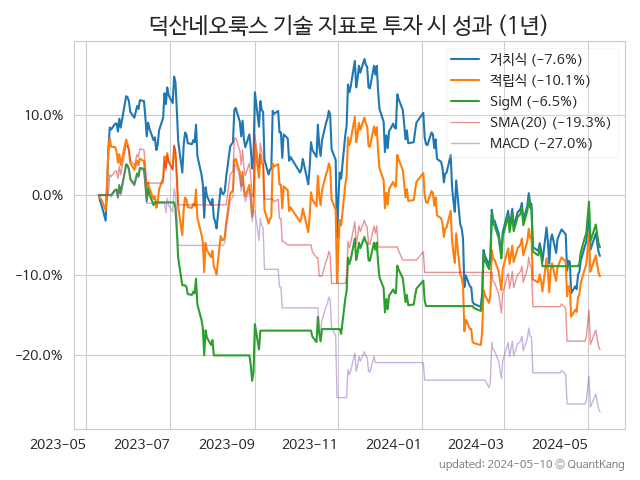 덕산네오룩스 기술 지표로 투자 시 성과 (1년)
거치식 (−7.6%)
적립식 (−10.1%)
SigM (−6.5%)
SMA(20) (−19.3%)
MACD (−27.0%)
10.0%
0.0%
−10.0%
−20.0%
2023-05 2023-07 2023-09 2023-11 2024-01 2024-03 2024-05
updated: 2024-05-10 ⓒ QuantKang